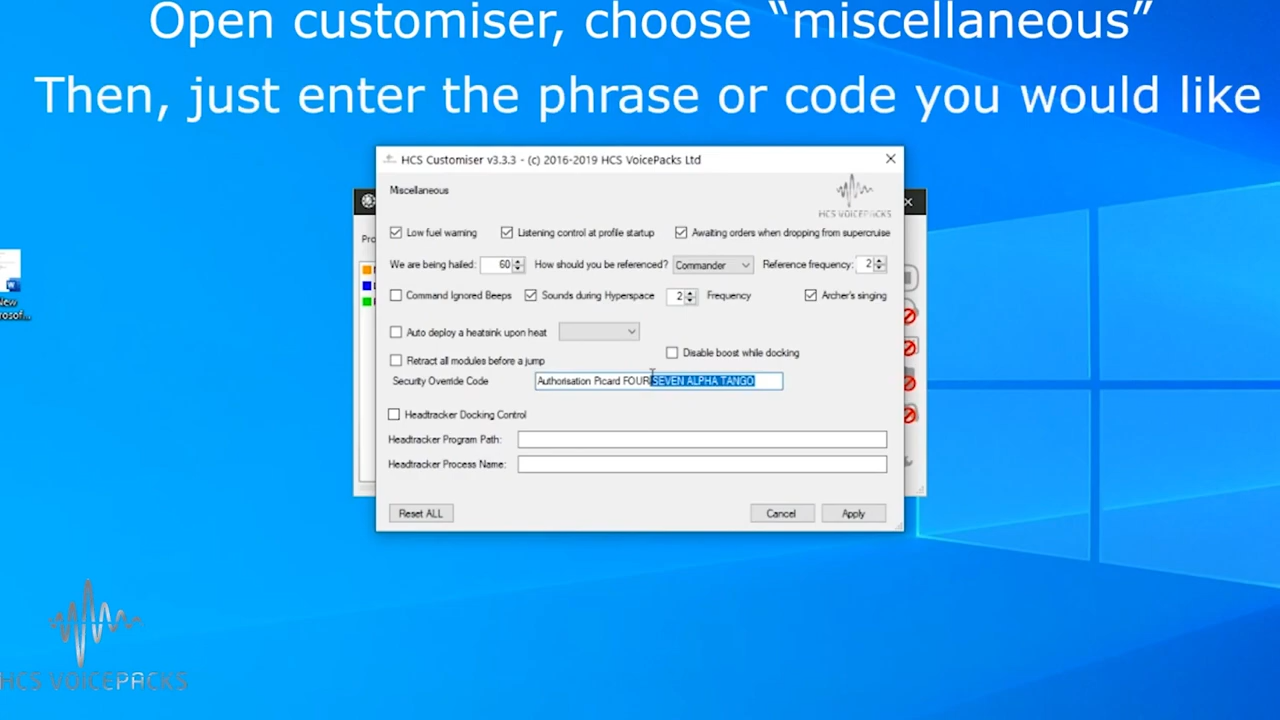 Open customiser, choose “miscellaneous”
Then, just enter the phrase or code you would like
HCS Customiser v3.3.3 - (c) 2016-2019 HCS VoicePacks Ltd
Miscellaneous
HCS VOICEPACKS
Low fuel warning
Listening control at profile startup
Awaiting orders when dropping from supercruise
We are being hailed: 60
How should you be referenced? Commander
Reference frequency: 2
Command Ignored Beeps
Sounds during Hyperspace
2 Frequency
Archer's singing
Auto deploy a heatsink upon heat
Disable boost while docking
Retract all modules before a jump
Security Override Code
Authorisation Picard FOUR SEVEN ALPHA TANGO
Headtracker Docking Control
Headtracker Program Path:
Headtracker Process Name:
Reset ALL
Cancel
Apply
Pro
New
rosof...
HCS VOICEPACKS